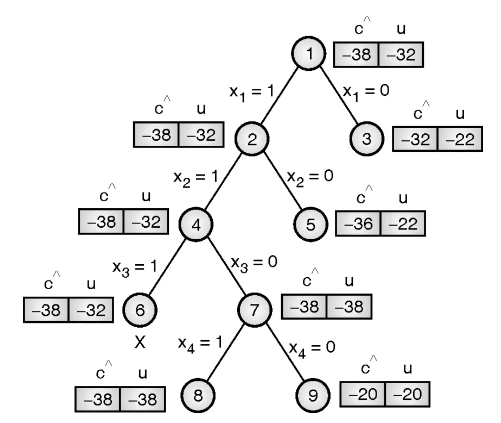 c^ u
1 -38 -32
x1 = 1 x1 = 0
c^ u c^ u
-38 -32 2 3 -32 -22
x2 = 1 x2 = 0
c^ u c^ u
-38 -32 4 5 -36 -22
x3 = 1 x3 = 0
c^ u c^ u
-38 -32 6 7 -38 -38
X x4 = 1 x4 = 0
c^ u c^ u
-38 -38 8 9 -20 -20